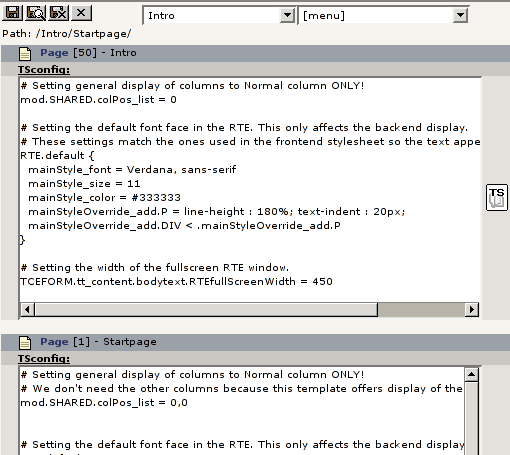 Intro [menu]
Path: /Intro/Startpage/
Page [50] - Intro
TSconfig:
# Setting general display of columns to Normal column ONLY!
mod.SHARED.colPos_list = 0
# Setting the default font face in the RTE. This only affects the backend display.
# These settings match the ones used in the frontend stylesheet so the text appe
RTE.default {
mainStyle_font = Verdana, sans-serif
mainStyle_size = 11
mainStyle_color = #333333
mainStyleOverride_add.P = line-height : 180%; text-indent : 20px;
mainStyleOverride_add.DIV < .mainStyleOverride_add.P
}
# Setting the width of the fullscreen RTE window.
TCEFORM.tt_content.bodytext.RTEfullScreenWidth = 450
TS
Page [1] - Startpage
TSconfig:
# Setting general display of columns to Normal column ONLY!
# We don't need the other columns because this template offers display of the
mod.SHARED.colPos_list = 0,0
# Setting the default font face in the RTE. This only affects the backend display